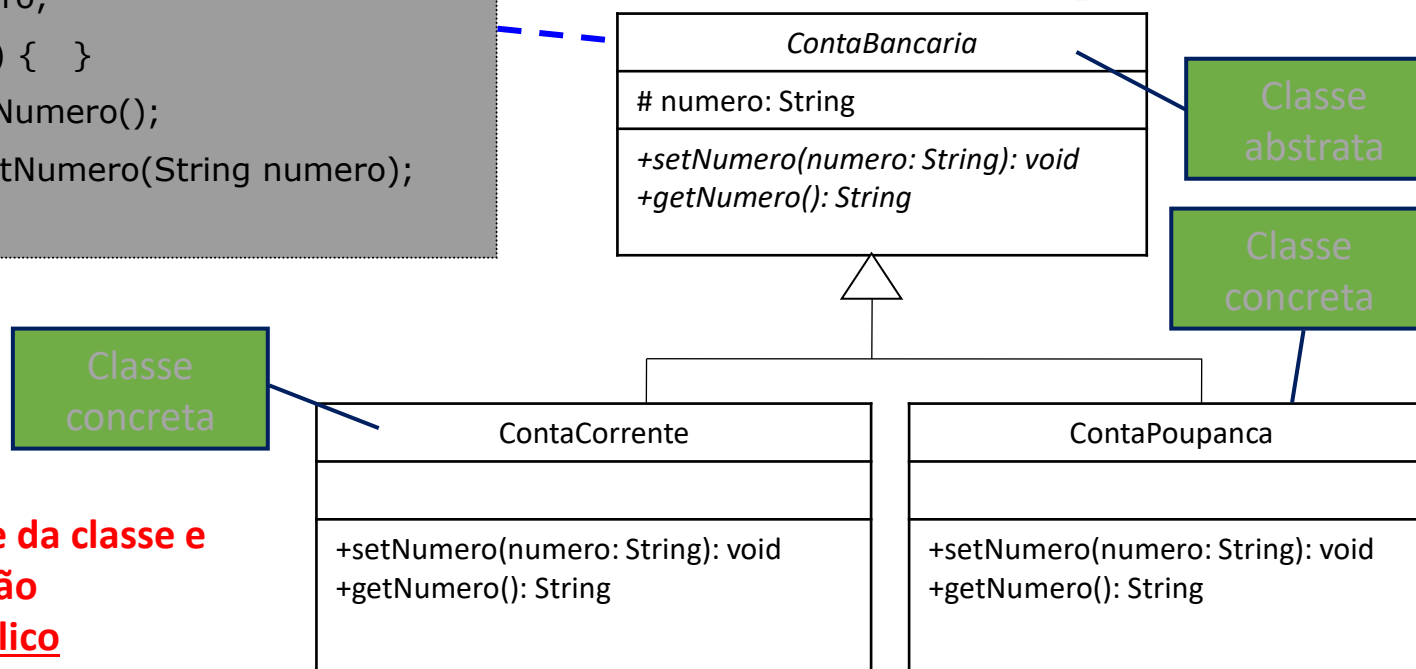 ) { }
Numero();
tNumero(String numero);
ContaBancaria
# numero: String
+setNumero(numero: String): void
+getNumero(): String
Classe
abstrata
Classe
concreta
Classe
concreta
ContaCorrente
+setNumero(numero: String): void
+getNumero(): String
ContaPoupanca
+setNumero(numero: String): void
+getNumero(): String
e da classe e
ão
lico